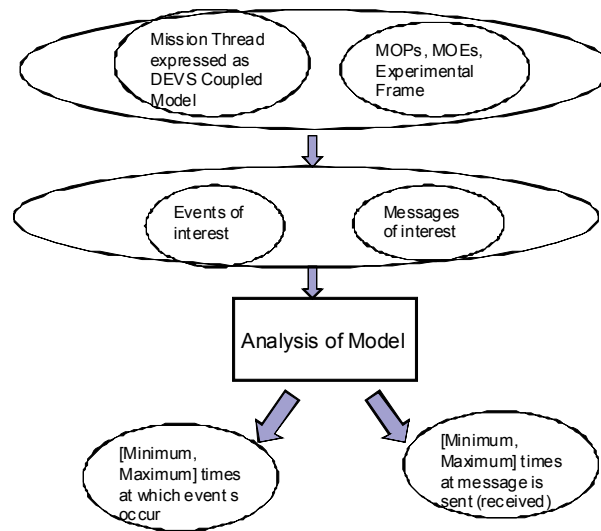 Mission Thread
expressed as
DEVS Coupled
Model
MOPs, MOEs,
Experimental
Frame
Events of
interest
Messages
of interest
Analysis of Model
[Minimum,
Maximum] times
at which events
occur
[Minimum,
Maximum] times
at message is
sent (received)